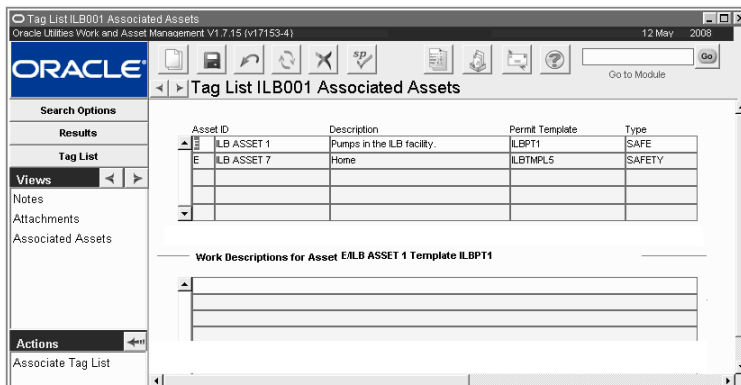 Tag List ILB001 Associated Assets
Oracle Utilities Work and Asset Management V1.7.15 (v17153-4) 12 May 2008
ORACLE
Go
Go to Module
Tag List ILB001 Associated Assets
Search Options
Results
Tag List
Views
Notes
Attachments
Associated Assets
Asset ID Description Permit Template Type
E ILB ASSET 1 Pumps in the ILB facility. ILBPT1 SAFE
E ILB ASSET 7 Home ILBTMPL5 SAFETY
Work Descriptions for Asset E/ILB ASSET 1 Template ILBPT1
Actions
Associate Tag List